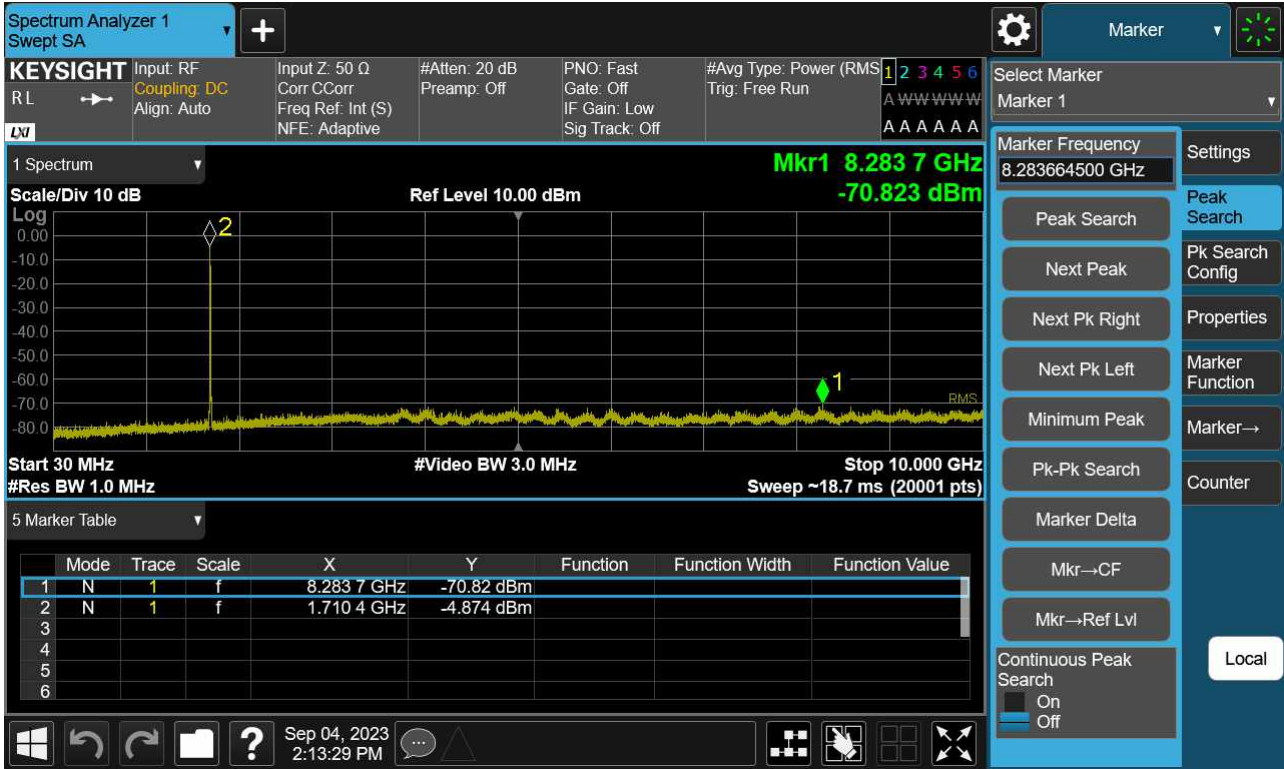 Spectrum Analyzer 1
Swept SA
Marker
KEYSIGHT
R L
LXI
Input: RF
Coupling: DC
Align: Auto
Input Z: 50 Ω
Corr CCorr
Freq Ref: Int (S)
NFE: Adaptive
#Atten: 20 dB
Preamp: Off
PNO: Fast
Gate: Off
IF Gain: Low
Sig Track: Off
#Avg Type: Power (RMS
Trig: Free Run
1 2 3 4 5 6
A W W W W W
A A A A A A
Select Marker
Marker 1
1 Spectrum
Mkr1 8.283 7 GHz
-70.823 dBm
Scale/Div 10 dB
Ref Level 10.00 dBm
Log
0.00
-10.0
-20.0
-30.0
-40.0
-50.0
-60.0
-70.0
-80.0
2
1
RMS
Start 30 MHz
#Video BW 3.0 MHz
Stop 10.000 GHz
#Res BW 1.0 MHz
Sweep ~18.7 ms (20001 pts)
5 Marker Table
Mode Trace Scale X Y Function Function Width Function Value
1 N 1 f 8.283 7 GHz -70.82 dBm
2 N 1 f 1.710 4 GHz -4.874 dBm
3
4
5
6
Marker Frequency
8.283664500 GHz
Peak Search
Next Peak
Next Pk Right
Next Pk Left
Minimum Peak
Pk-Pk Search
Marker Delta
Mkr→CF
Mkr→Ref Lvl
Continuous Peak
Search
On
Off
Settings
Peak
Search
Pk Search
Config
Properties
Marker
Function
Marker→
Counter
Local
?
Sep 04, 2023
2:13:29 PM